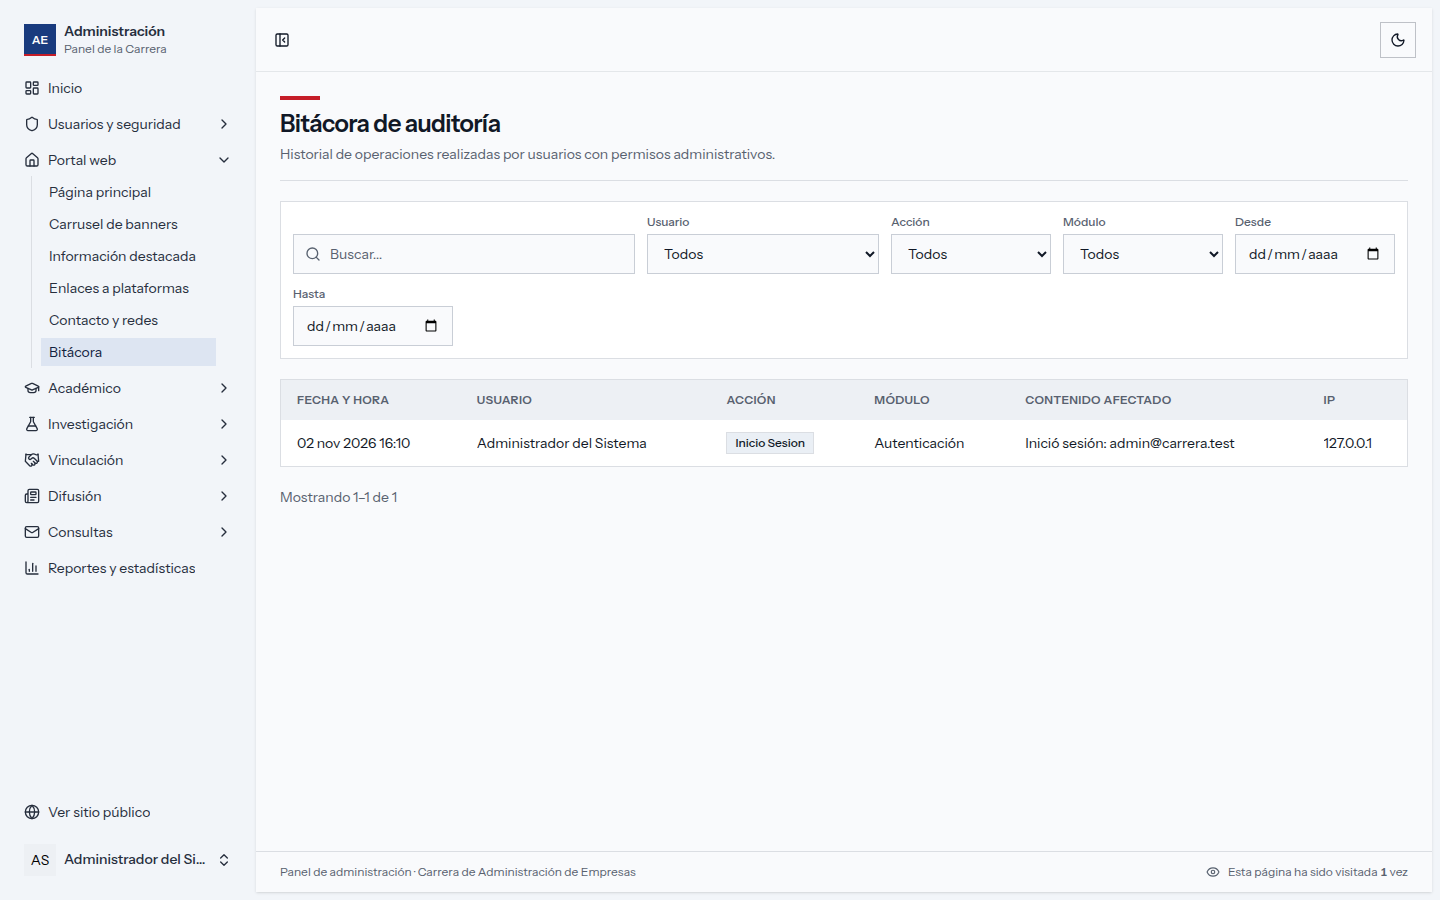 AE
Administración
Panel de la Carrera
Inicio
Usuarios y seguridad
Portal web
Página principal
Carrusel de banners
Información destacada
Enlaces a plataformas
Contacto y redes
Bitácora
Académico
Investigación
Vinculación
Difusión
Consultas
Reportes y estadísticas
Ver sitio público
AS Administrador del Si...
Bitácora de auditoría
Historial de operaciones realizadas por usuarios con permisos administrativos.
Usuario Acción Módulo Desde
Buscar... Todos Todos Todos dd/mm/aaaa
Hasta
dd/mm/aaaa
FECHA Y HORA USUARIO ACCIÓN MÓDULO CONTENIDO AFECTADO IP
02 nov 2026 16:10 Administrador del Sistema Inicio Sesion Autenticación Inició sesión: admin@carrera.test 127.0.0.1
Mostrando 1–1 de 1
Panel de administración · Carrera de Administración de Empresas
Esta página ha sido visitada 1 vez